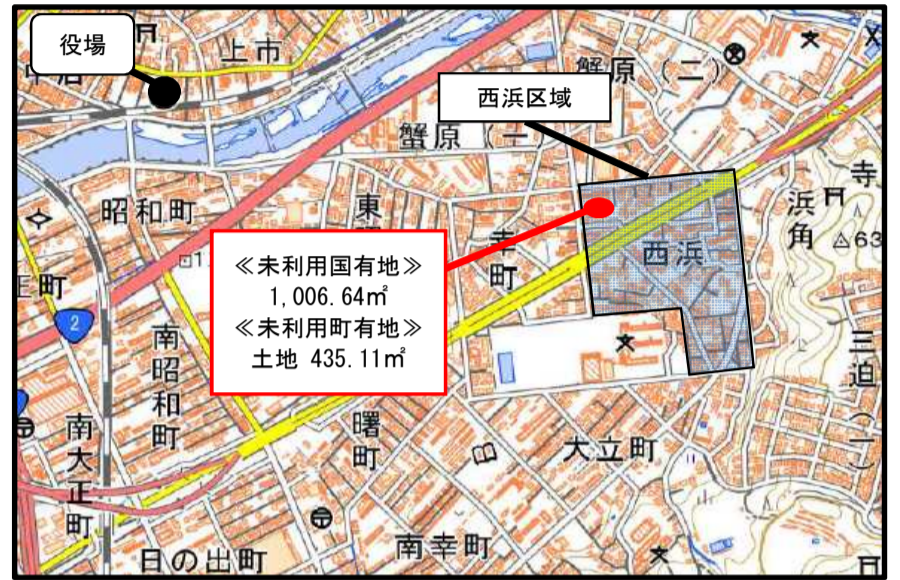 役場
上市
蟹原(二)
西浜区域
蟹原(一)
寺
浜角
63
昭和町
幸町
西浜
≪未利用国有地≫
1,006.64㎡
≪未利用町有地≫
土地 435.11㎡
2
南昭和町
三迫(一)
曙町
大立町
南大正町
日の出町
南幸町